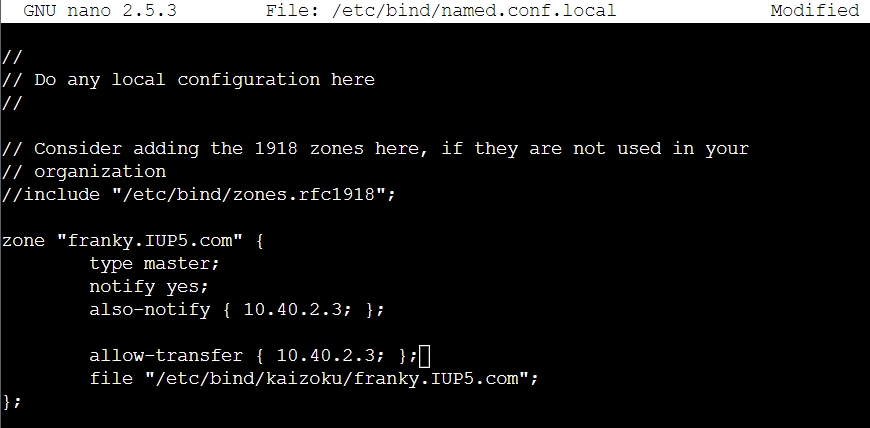 GNU nano 2.5.3 File: /etc/bind/named.conf.local Modified
//
// Do any local configuration here
//
// Consider adding the 1918 zones here, if they are not used in your
// organization
//include "/etc/bind/zones.rfc1918";
zone "franky.IUP5.com" {
type master;
notify yes;
also-notify { 10.40.2.3; };
allow-transfer { 10.40.2.3; };
file "/etc/bind/kaizoku/franky.IUP5.com";
};